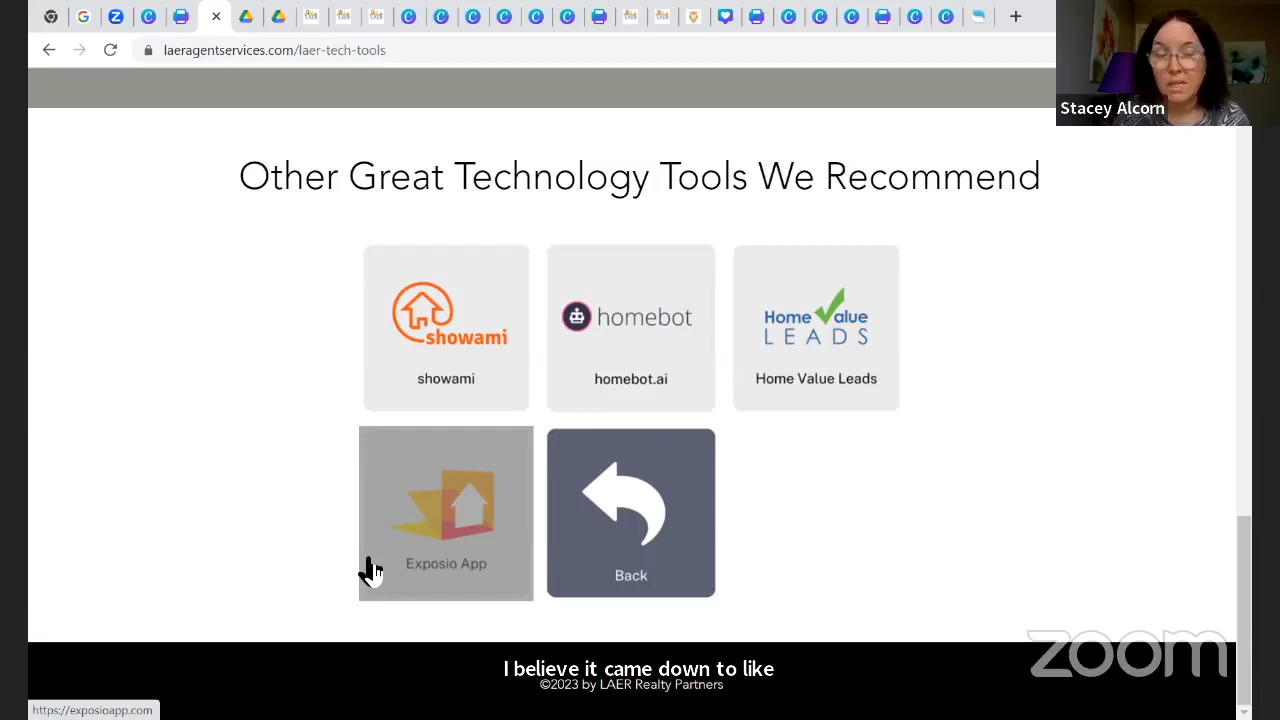 laeragentservices.com/laer-tech-tools
Stacey Alcorn
Other Great Technology Tools We Recommend
showami
homebot
Home Value
LEADS
showami
homebot.ai
Home Value Leads
Exposio App
Back
zoom
I believe it came down to like
©2023 by LAER Realty Partners
https://exposioapp.com